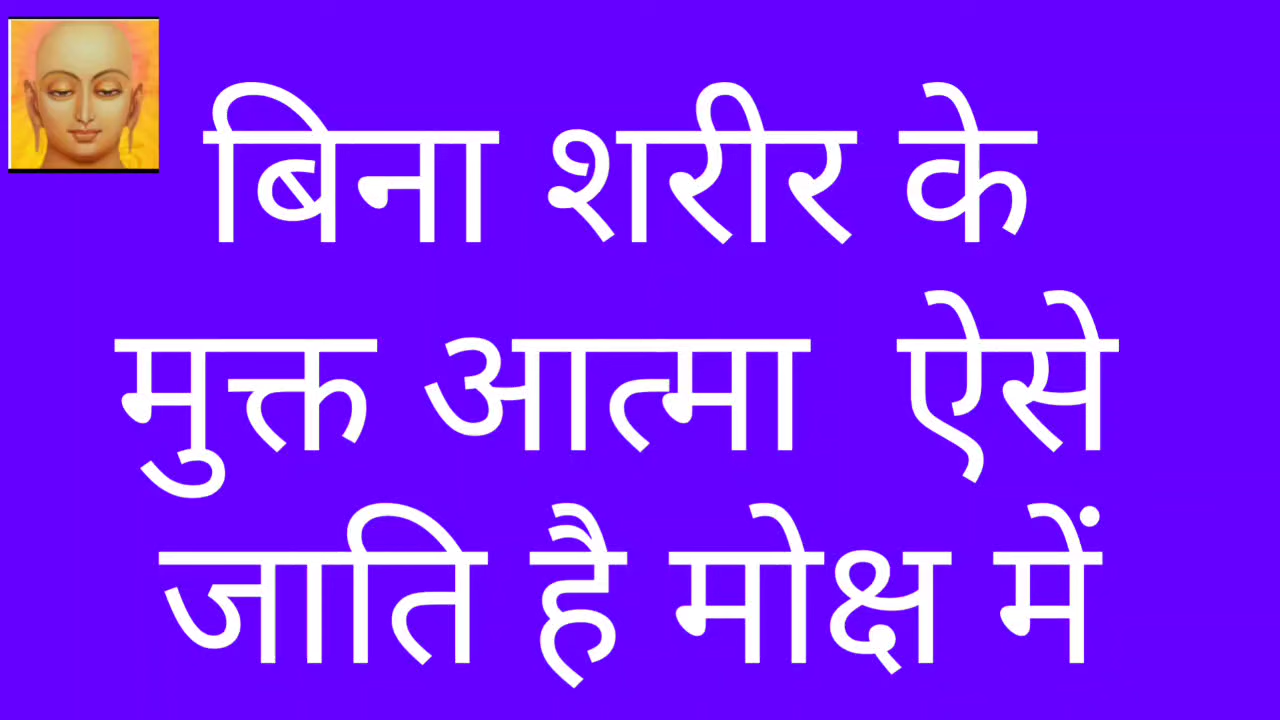 बिना शरीर के
मुक्त आत्मा ऐसे
जाति है मोक्ष में